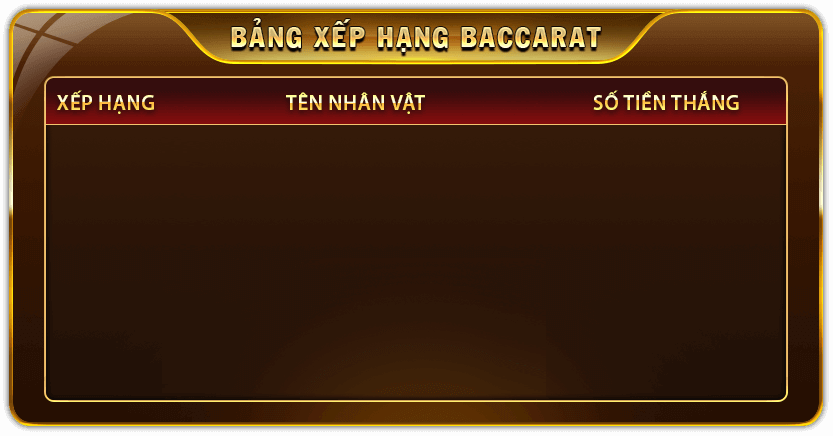 BẢNG XẾP HẠNG BACCARAT
XẾP HẠNG TÊN NHÂN VẬT SỐ TIỀN THẮNG